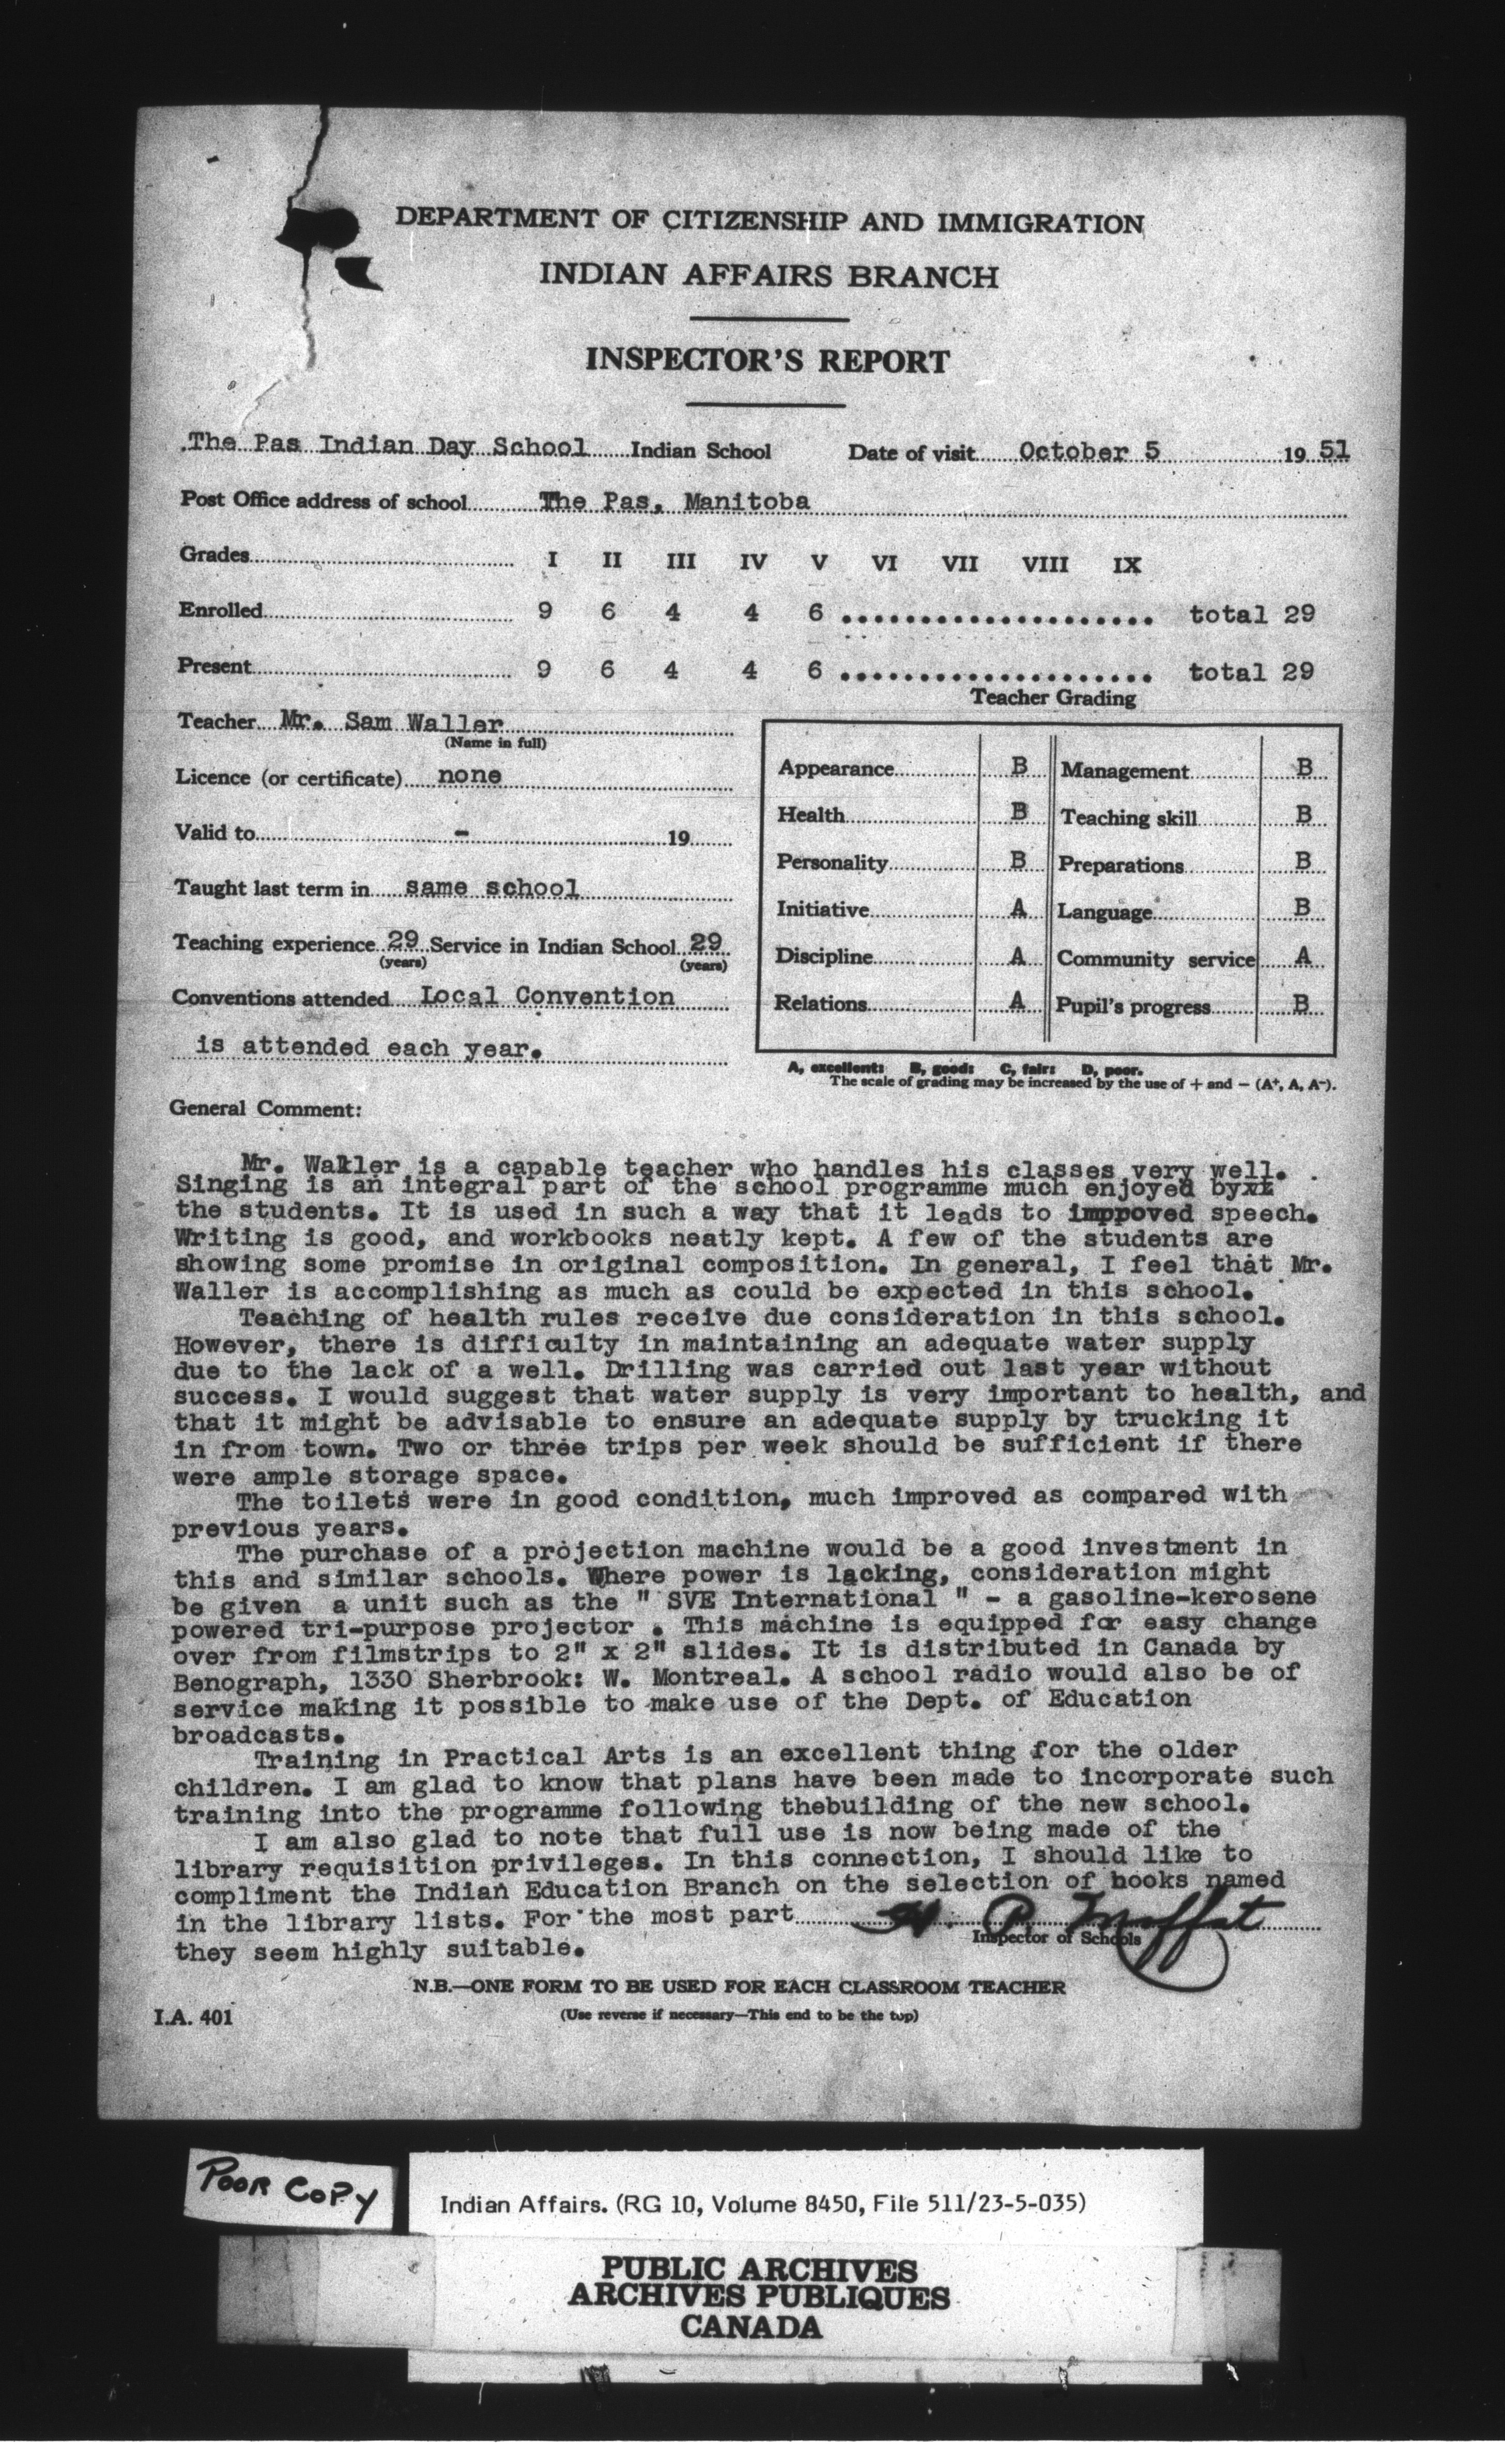 DEPARTMENT OF CITIZENSHIP AND IMMIGRATION
INDIAN AFFAIRS BRANCH
INSPECTOR'S REPORT
The Pas Indian Day School Indian School Date of visit October 5 19 51
Post Office address of school The Pas, Manitoba
Grades I II III IV V VI VII VIII IX
Enrolled 9 6 4 4 6 .................... total 29
Present 9 6 4 4 6 .................... total 29
Teacher Grading
Teacher Mr. Sam Waller
(Name in full)
Licence (or certificate) none
Valid to - 19
Taught last term in same school
Teaching experience 29 Service in Indian School 29
(years) (years)
Conventions attended Local Convention
is attended each year.
Appearance B Management B
Health B Teaching skill B
Personality B Preparations B
Initiative A Language B
Discipline A Community service A
Relations A Pupil's progress B
A, excellent: B, good: C, fair: D, poor.
The scale of grading may be increased by the use of + and − (A+, A, A−).
General Comment:
Mr. Waller is a capable teacher who handles his classes very well.
Singing is an integral part of the school programme much enjoyed byxt
the students. It is used in such a way that it leads to improved speech.
Writing is good, and workbooks neatly kept. A few of the students are
showing some promise in original composition. In general, I feel that Mr.
Waller is accomplishing as much as could be expected in this school.
Teaching of health rules receive due consideration in this school.
However, there is difficulty in maintaining an adequate water supply
due to the lack of a well. Drilling was carried out last year without
success. I would suggest that water supply is very important to health, and
that it might be advisable to ensure an adequate supply by trucking it
in from town. Two or three trips per week should be sufficient if there
were ample storage space.
The toilets were in good condition, much improved as compared with
previous years.
The purchase of a projection machine would be a good investment in
this and similar schools. Where power is lacking, consideration might
be given a unit such as the " SVE International " - a gasoline-kerosene
powered tri-purpose projector . This machine is equipped for easy change
over from filmstrips to 2" x 2" slides. It is distributed in Canada by
Benograph, 1330 Sherbrook: W. Montreal. A school radio would also be of
service making it possible to make use of the Dept. of Education
broadcasts.
Training in Practical Arts is an excellent thing for the older
children. I am glad to know that plans have been made to incorporate such
training into the programme following thebuilding of the new school.
I am also glad to note that full use is now being made of the
library requisition privileges. In this connection, I should like to
compliment the Indian Education Branch on the selection of books named
in the library lists. For the most part H. P. Moffat
Inspector of Schools
they seem highly suitable.
N.B.—ONE FORM TO BE USED FOR EACH CLASSROOM TEACHER
I.A. 401 (Use reverse if necessary—This end to be the top)
POOR COPY
Indian Affairs. (RG 10, Volume 8450, File 511/23-5-035)
PUBLIC ARCHIVES
ARCHIVES PUBLIQUES
CANADA